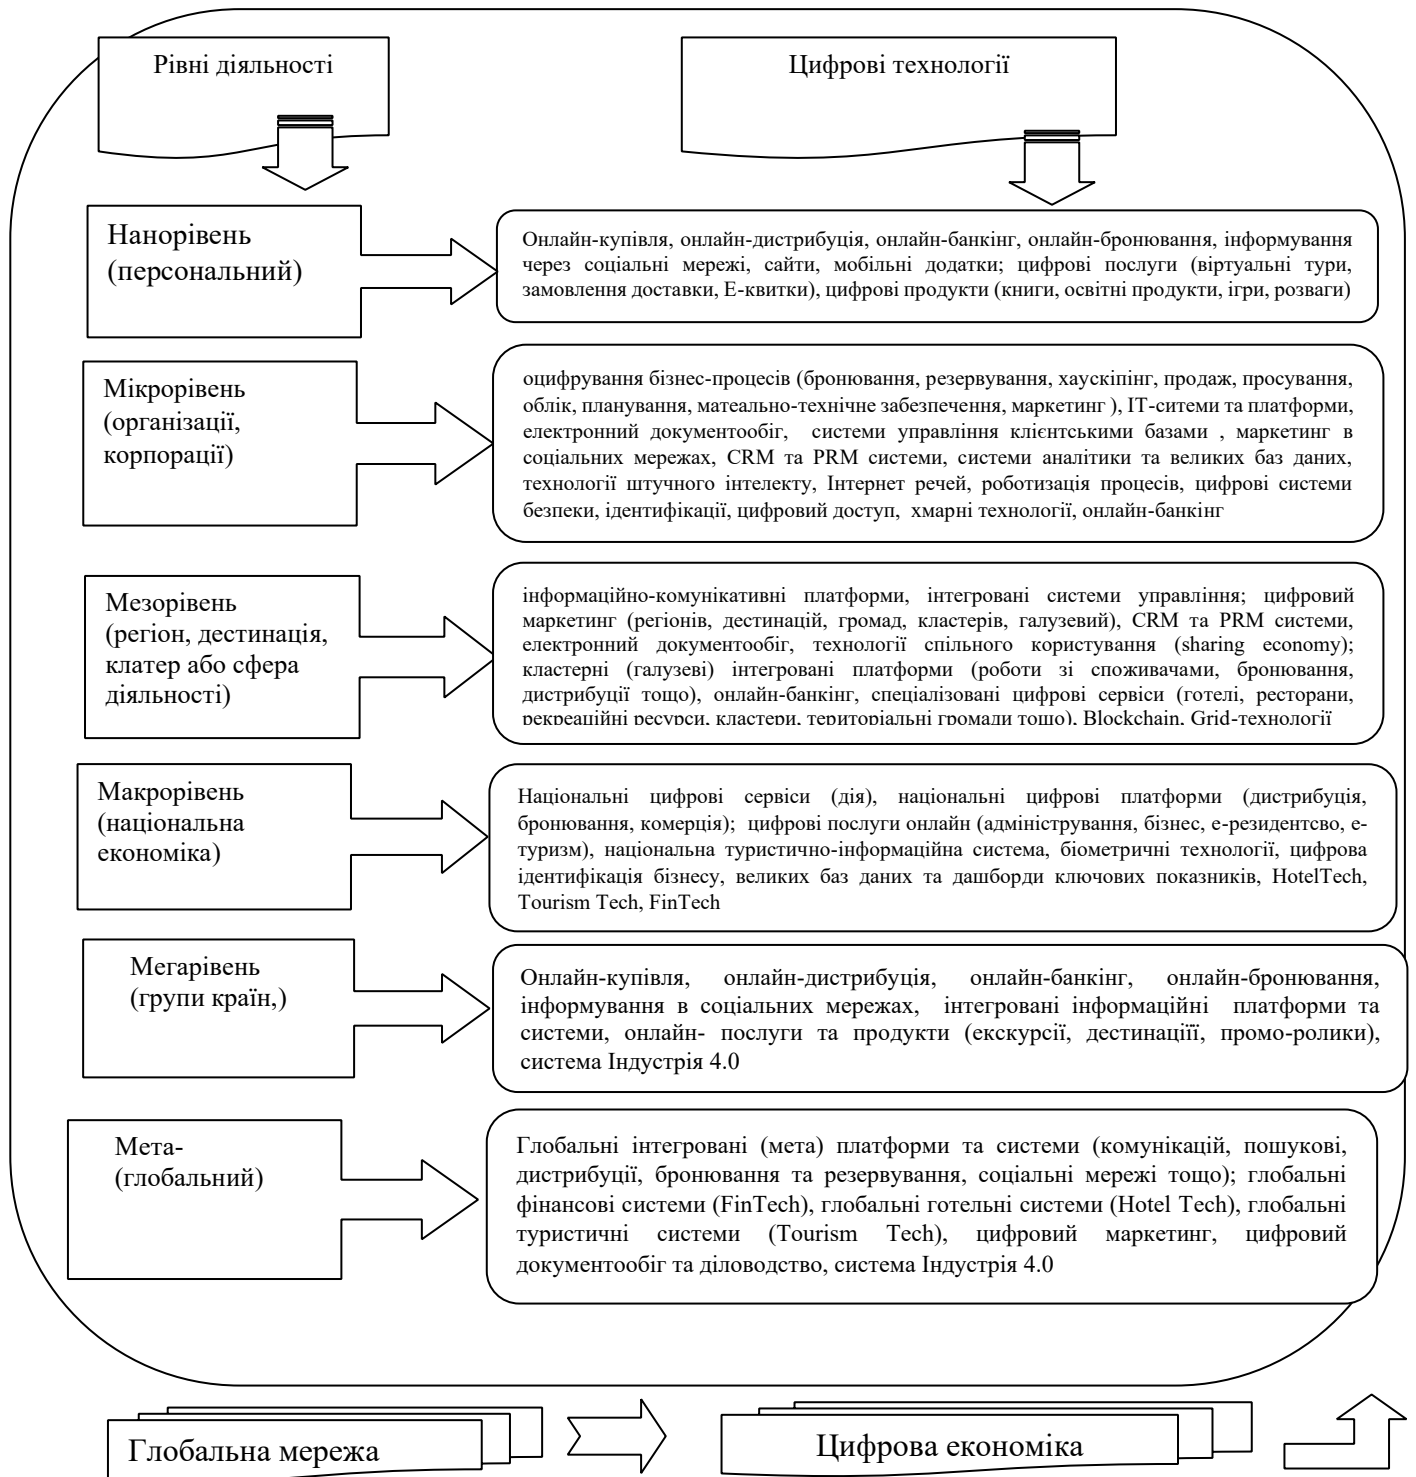 Рівні діяльності
Цифрові технології
Нанорівень
(персональний)
Онлайн-купівля, онлайн-дистрибуція, онлайн-банкінг, онлайн-бронювання, інформування
через соціальні мережі, сайти, мобільні додатки; цифрові послуги (віртуальні тури,
замовлення доставки, Е-квитки), цифрові продукти (книги, освітні продукти, ігри, розваги)
Мікрорівень
(організації,
корпорації)
оцифрування бізнес-процесів (бронювання, резервування, хаускіпінг, продаж, просування,
облік, планування, матеально-технічне забезпечення, маркетинг ), ІТ-ситеми та платформи,
електронний документообіг, системи управління клієнтськими базами , маркетинг в
соціальних мережах, CRM та PRM системи, системи аналітики та великих баз даних,
технології штучного інтелекту, Інтернет речей, роботизація процесів, цифрові системи
безпеки, ідентифікації, цифровий доступ, хмарні технології, онлайн-банкінг
Мезорівень
(регіон, дестинація,
клатер або сфера
діяльності)
інформаційно-комунікативні платформи, інтегровані системи управління; цифровий
маркетинг (регіонів, дестинацій, громад, кластерів, галузевий), CRM та PRM системи,
електронний документообіг, технології спільного користування (sharing economy);
кластерні (галузеві) інтегровані платформи (роботи зі споживачами, бронювання,
дистрибуції тощо), онлайн-банкінг, спеціалізовані цифрові сервіси (готелі, ресторани,
рекреаційні ресурси, кластери, територіальні громади тощо), Blockchain, Grid-технології
Макрорівень
(національна
економіка)
Національні цифрові сервіси (дія), національні цифрові платформи (дистрибуція,
бронювання, комерція); цифрові послуги онлайн (адміністрування, бізнес, е-резидентсво, е-
туризм), національна туристично-інформаційна система, біометричні технології, цифрова
ідентифікація бізнесу, великих баз даних та дашборди ключових показників, HotelTech,
Tourism Tech, FinTech
Мегарівень
(групи країн,)
Онлайн-купівля, онлайн-дистрибуція, онлайн-банкінг, онлайн-бронювання,
інформування в соціальних мережах, інтегровані інформаційні платформи та
системи, онлайн- послуги та продукти (екскурсії, дестинаціїї, промо-ролики),
система Індустрія 4.0
Мета-
(глобальний)
Глобальні інтегровані (мета) платформи та системи (комунікацій, пошукові,
дистрибуції, бронювання та резервування, соціальні мережі тощо); глобальні
фінансові системи (FinTech), глобальні готельні системи (Hotel Tech), глобальні
туристичні системи (Tourism Tech), цифровий маркетинг, цифровий
документообіг та діловодство, система Індустрія 4.0
Глобальна мережа
Цифрова економіка